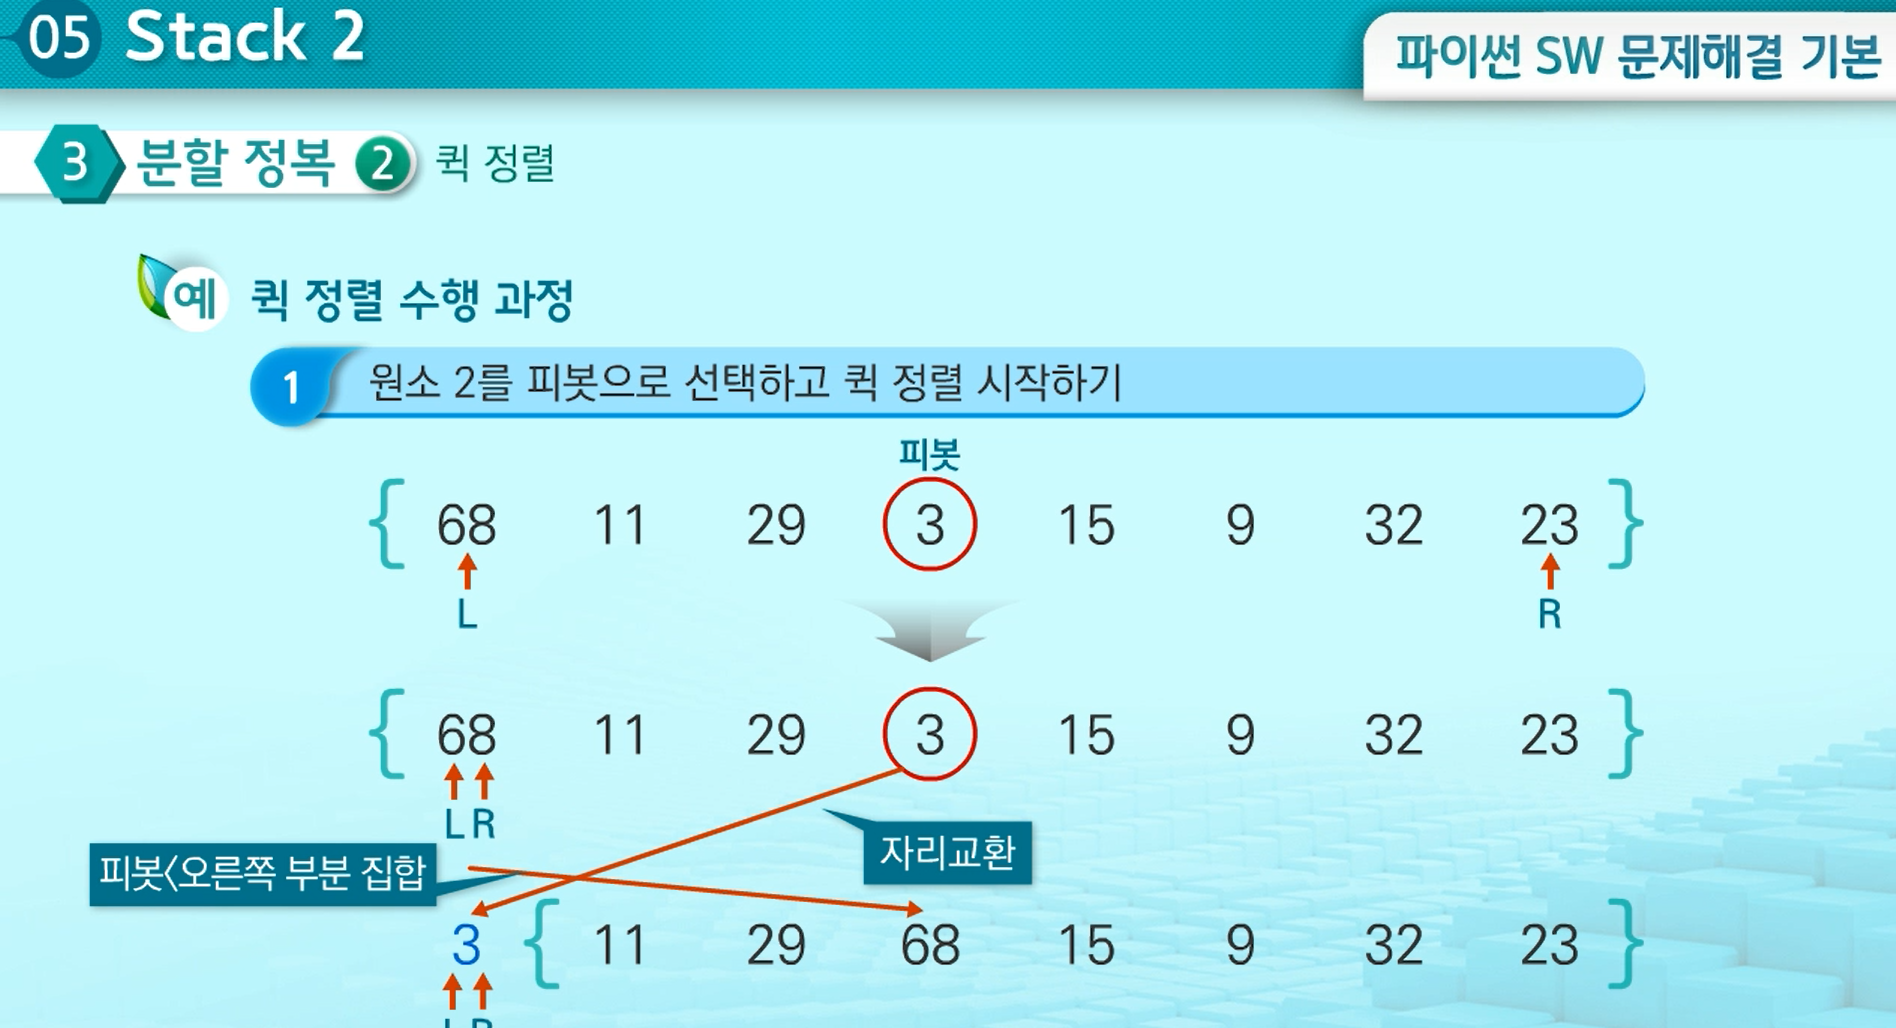 05 Stack 2
파이썬 SW 문제해결 기본
3 분할 정복 2 퀵 정렬
예 퀵 정렬 수행 과정
1 원소 2를 피봇으로 선택하고 퀵 정렬 시작하기
피봇
{ 68 11 29 3 15 9 32 23 }
L R
{ 68 11 29 3 15 9 32 23 }
L R
자리교환
피봇<오른쪽 부분 집합
3 { 11 29 68 15 9 32 23 }
L R